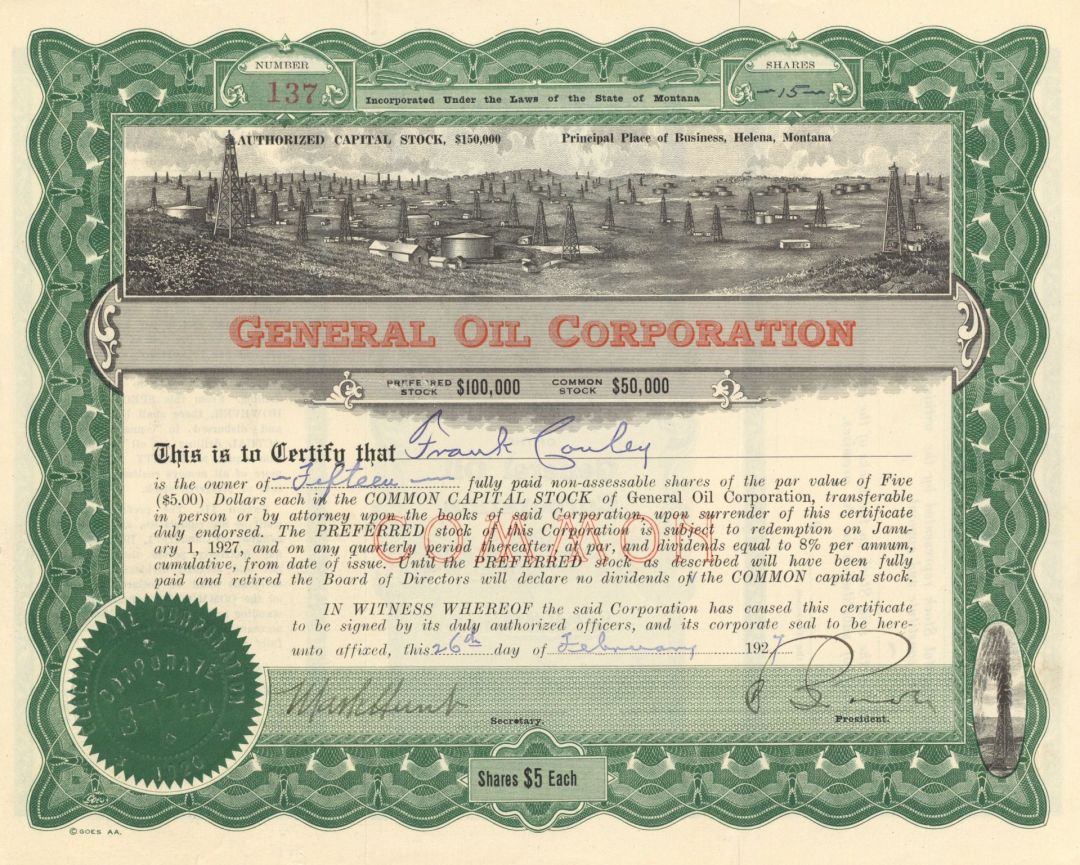 NUMBER
137
Incorporated Under the Laws of the State of Montana
SHARES
15
AUTHORIZED CAPITAL STOCK, $150,000
Principal Place of Business, Helena, Montana
GENERAL OIL CORPORATION
PREFERRED STOCK $100,000
COMMON STOCK $50,000
This is to Certify that Frank Conley
is the owner of Fifteen fully paid non-assessable shares of the par value of Five
($5.00) Dollars each in the COMMON CAPITAL STOCK of General Oil Corporation, transferable
in person or by attorney upon the books of said Corporation, upon surrender of this certificate
duly endorsed. The PREFERRED stock of this Corporation is subject to redemption on Janu-
ary 1, 1927, and on any quarterly period thereafter at par, and dividends equal to 8% per annum,
cumulative, from date of issue. Until the PREFERRED stock as described will have been fully
paid and retired the Board of Directors will declare no dividends of the COMMON capital stock.
COMMON
IN WITNESS WHEREOF the said Corporation has caused this certificate
to be signed by its duly authorized officers, and its corporate seal to be here-
unto affixed, this 26th day of February 1927
GENERAL OIL CORPORATION
CORPORATE
SEAL
Mark Hunt
Secretary.
President.
Shares $5 Each
Goes
© GOES AA.